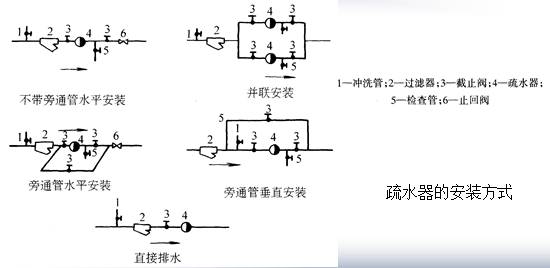 1 2 3 4 3 6
5
不带旁通管水平安装
1 2 3 4 3
5
3 4 3
5
并联安装
1—冲洗管;2—过滤器;3—截止阀;4—疏水器;
5—检查管;6—止回阀
1 2 3 4 3 6
5
3
旁通管水平安装
3
5 1
2 3 4 3
5
旁通管垂直安装
疏水器的安装方式
1
2 3 4
直接排水